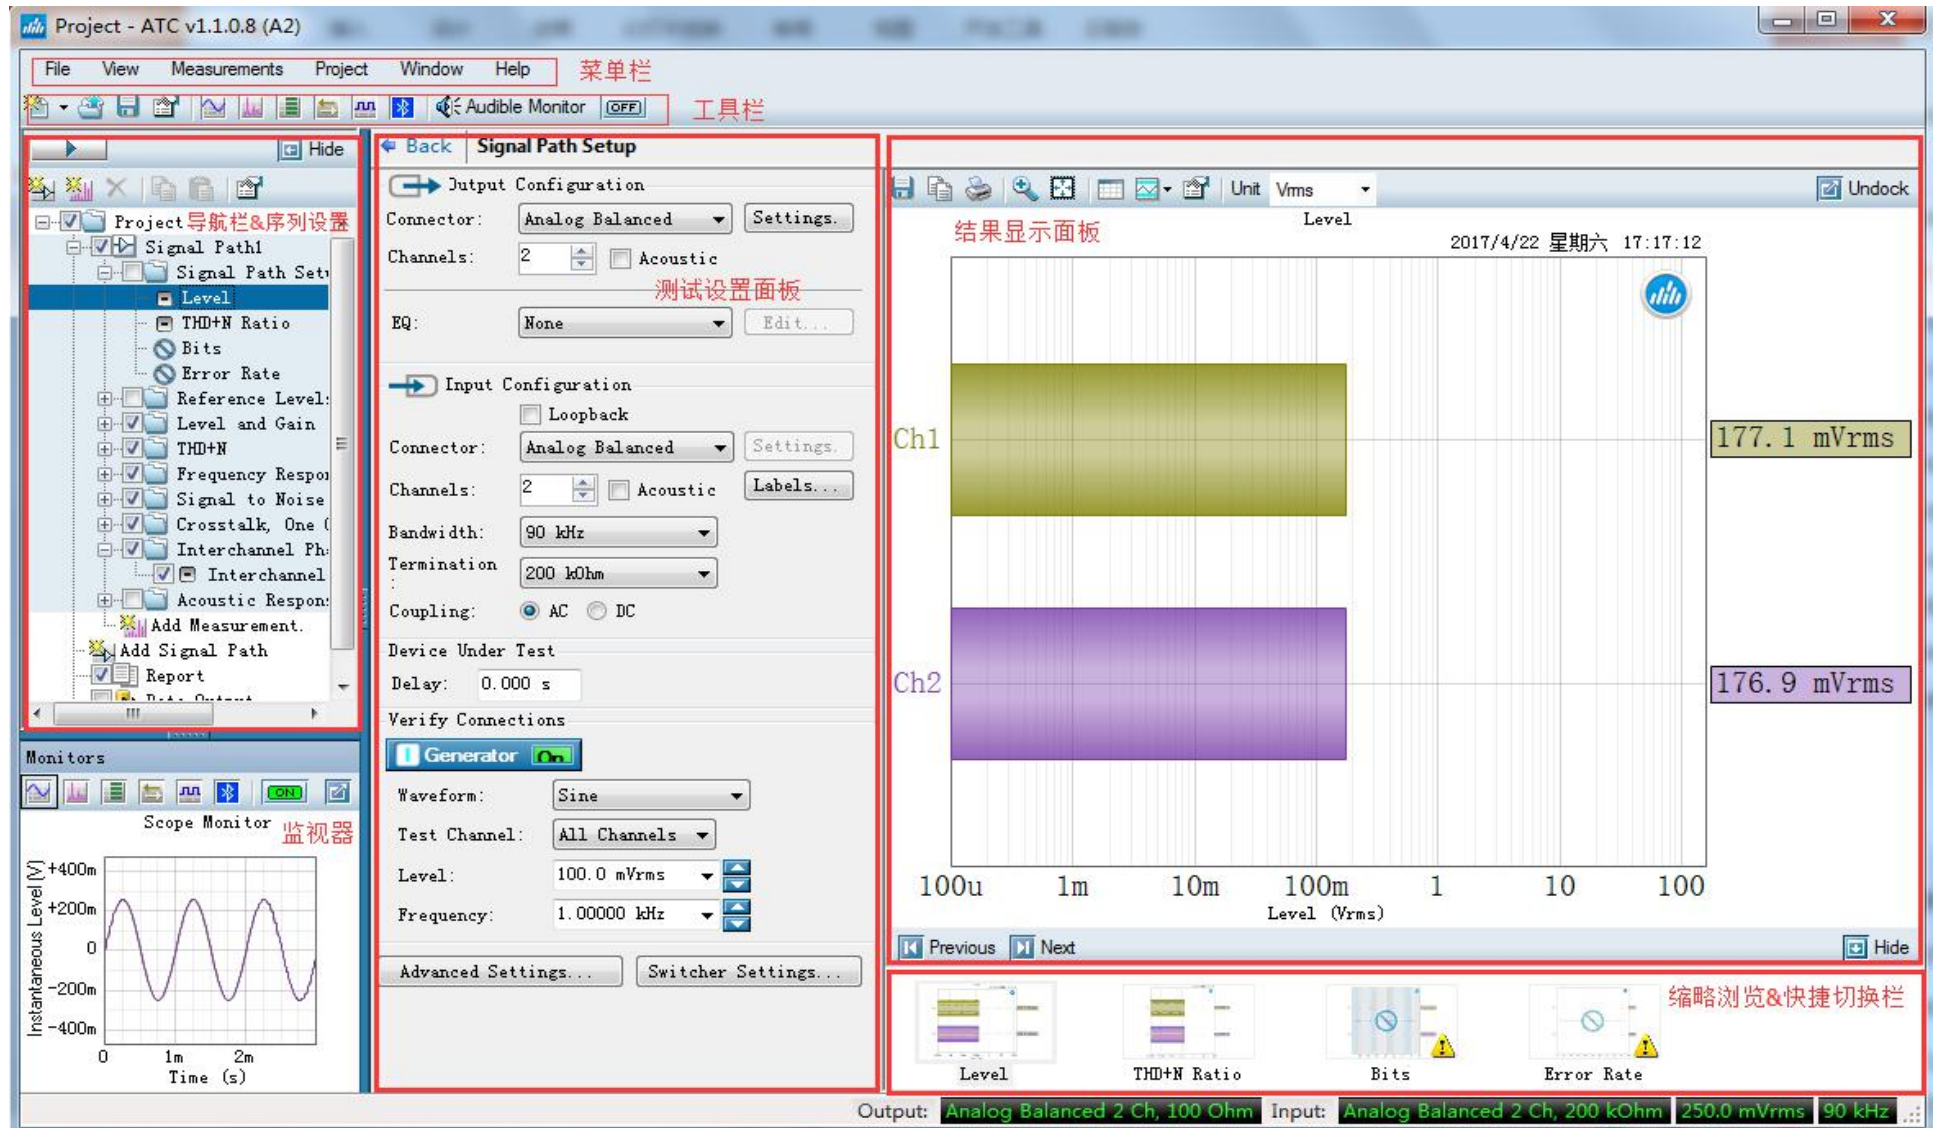 Project - ATC v1.1.0.8 (A2)
File View Measurements Project Window Help 菜单栏
Audible Monitor OFF 工具栏
Hide
Project 导航栏&序列设置
Signal Path1
Signal Path Setu
Level
THD+N Ratio
Bits
Error Rate
Reference Level:
Level and Gain
THD+N
Frequency Respon
Signal to Noise
Crosstalk, One (
Interchannel Pha
Interchannel
Acoustic Respon:
Add Measurement.
Add Signal Path
Report
Data Output
Monitors
ON
Scope Monitor 监视器
Instantaneous Level (V)
+400m
+200m
0
-200m
-400m
0 1m 2m
Time (s)
Back Signal Path Setup
Output Configuration
Connector: Analog Balanced Settings.
Channels: 2 Acoustic
测试设置面板
EQ: None Edit...
Input Configuration
Loopback
Connector: Analog Balanced Settings.
Channels: 2 Acoustic Labels...
Bandwidth: 90 kHz
Termination
: 200 kOhm
Coupling: AC DC
Device Under Test
Delay: 0.000 s
Verify Connections
Generator On
Waveform: Sine
Test Channel: All Channels
Level: 100.0 mVrms
Frequency: 1.00000 kHz
Advanced Settings... Switcher Settings...
Unit Vrms Undock
结果显示面板
Level
2017/4/22 星期六 17:17:12
Ch1 177.1 mVrms
Ch2 176.9 mVrms
100u 1m 10m 100m 1 10 100
Level (Vrms)
Previous Next Hide
缩略浏览&快捷切换栏
Level THD+N Ratio Bits Error Rate
Output: Analog Balanced 2 Ch, 100 Ohm Input: Analog Balanced 2 Ch, 200 kOhm 250.0 mVrms 90 kHz